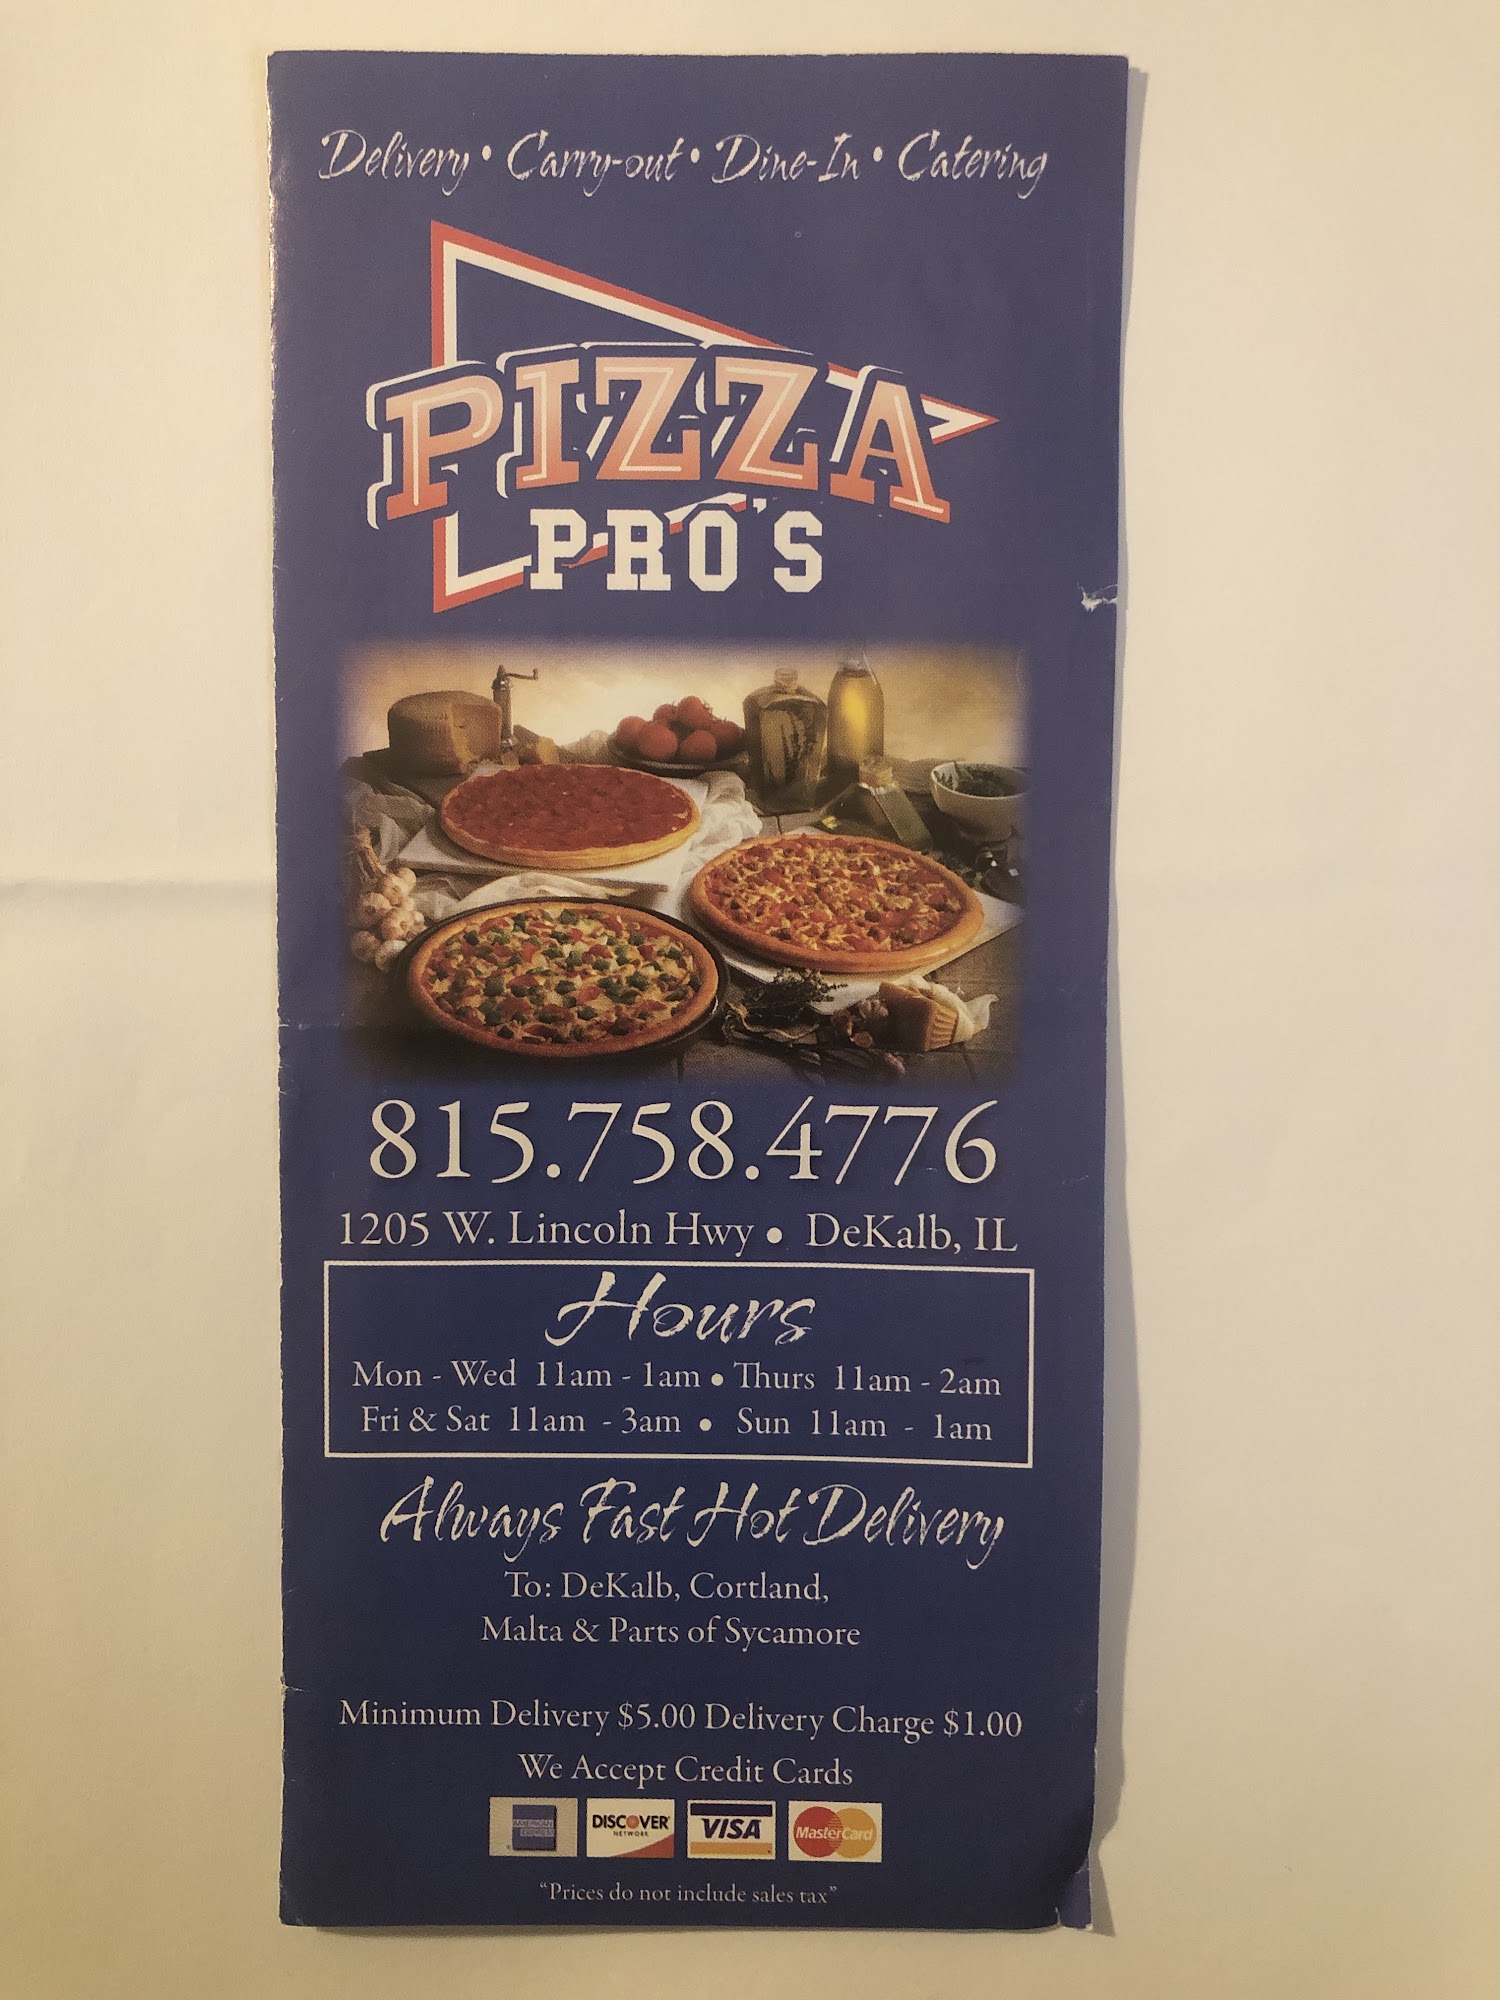 Delivery • Carry-out • Dine-In • Catering
PIZZA
PRO'S
815.758.4776
1205 W. Lincoln Hwy • DeKalb, IL
Hours
Mon - Wed 11am - 1am • Thurs 11am - 2am
Fri & Sat 11am - 3am • Sun 11am - 1am
Always Fast Hot Delivery
To: DeKalb, Cortland,
Malta & Parts of Sycamore
Minimum Delivery $5.00 Delivery Charge $1.00
We Accept Credit Cards
AMERICAN EXPRESS DISCOVER NETWORK VISA MasterCard
"Prices do not include sales tax"